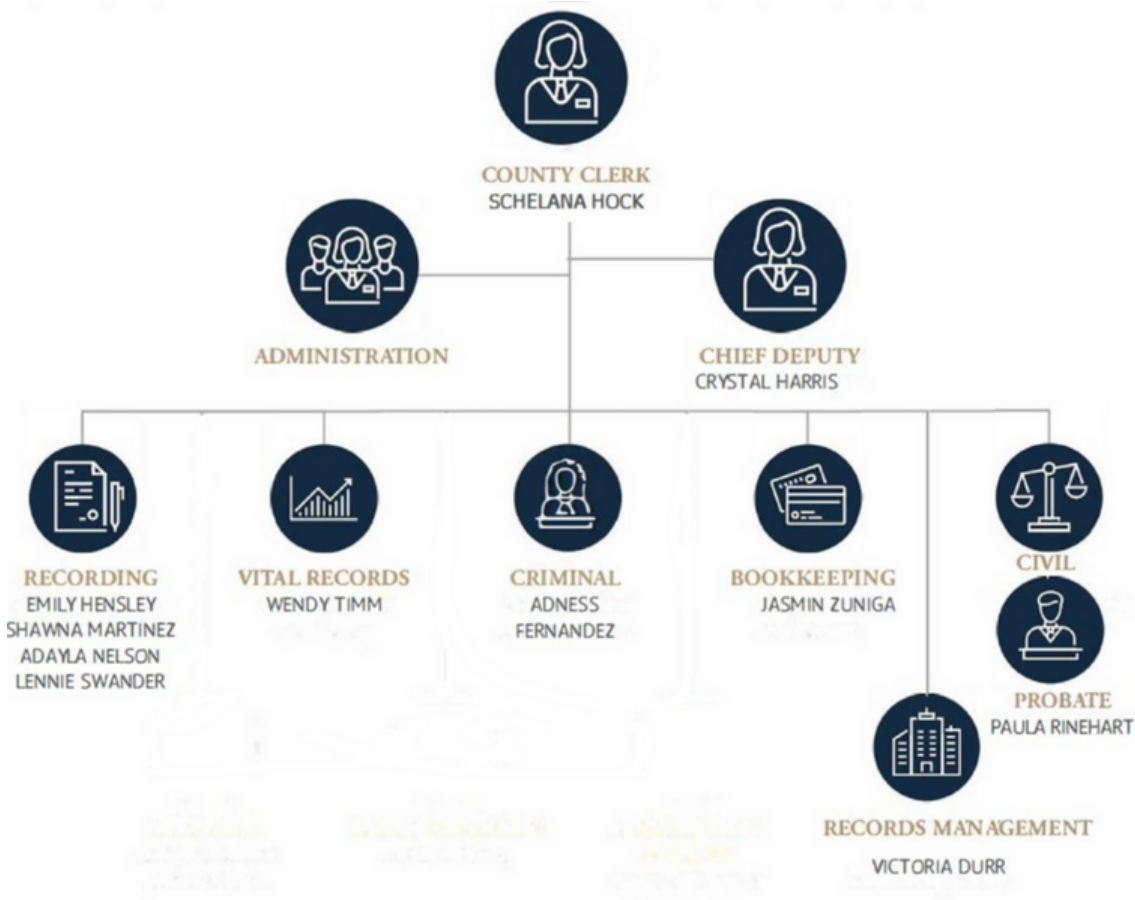 COUNTY CLERK
SCHELANA HOCK
ADMINISTRATION
CHIEF DEPUTY
CRYSTAL HARRIS
RECORDING
EMILY HENSLEY
SHAWNA MARTINEZ
ADAYLA NELSON
LENNIE SWANDER
VITAL RECORDS
WENDY TIMM
CRIMINAL
ADNESS
FERNANDEZ
BOOKKEEPING
JASMIN ZUNIGA
CIVIL
PROBATE
PAULA RINEHART
RECORDS MANAGEMENT
VICTORIA DURR